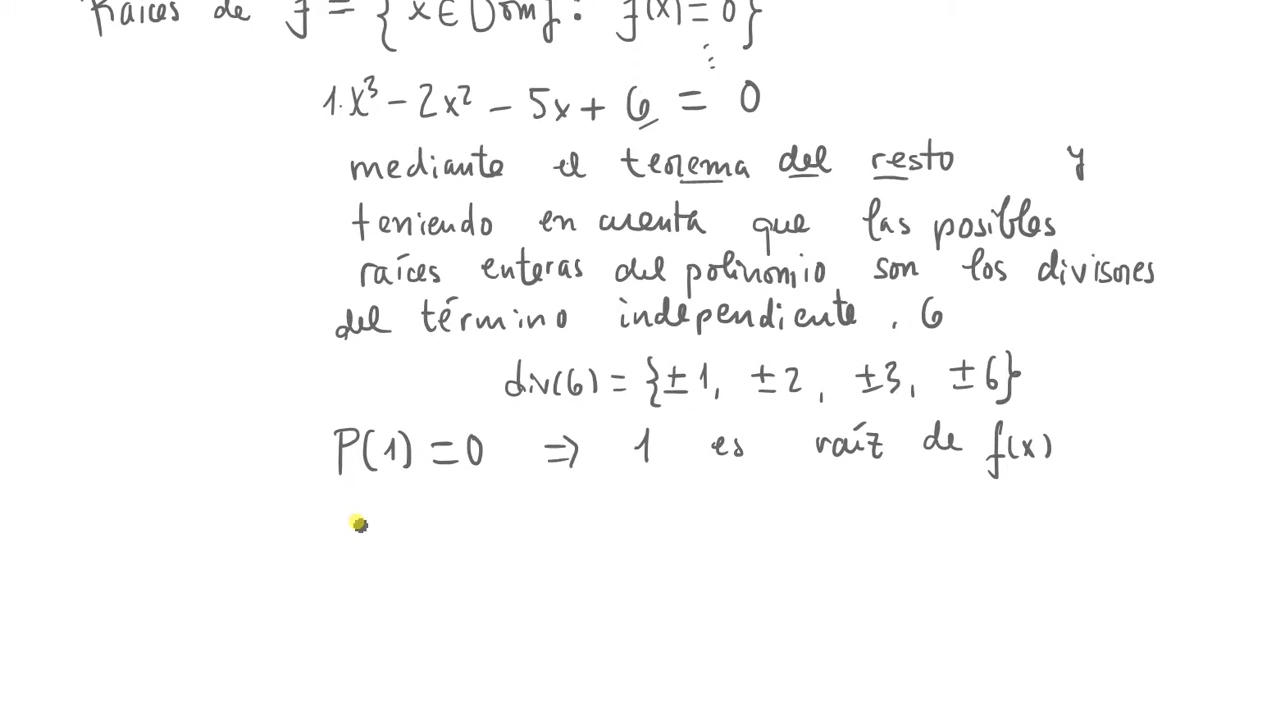 Raíces de f = { x ∈ Dom f : f(x) = 0 }
1·x³ - 2x² - 5x + 6 = 0
mediante el teorema del resto y
teniendo en cuenta que las posibles
raíces enteras del polinomio son los divisores
del término independiente . 6
div(6) = {±1, ±2, ±3, ±6}
P(1) = 0 ⇒ 1 es raíz de f(x)